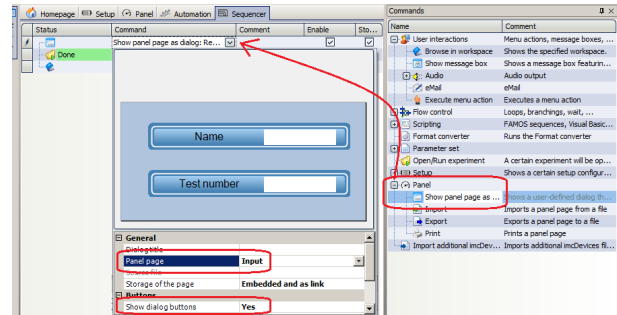 Homepage Setup Panel Automation Sequencer
Status Command Comment Enable Sto...
Show panel page as dialog: Re...
Done
Name
Test number
General
Dialog title
Panel page Input
Source file
Storage of the page Embedded and as link
Buttons
Show dialog buttons Yes
Commands
Name Comment
User interactions Menu actions, message boxes, ...
Browse in workspace Shows the specified workspace.
Show message box Shows a message box featurin...
Audio Audio output
eMail eMail
Execute menu action Executes a menu action
Flow control Loops, branchings, wait, ...
Scripting FAMOS sequences, Visual Basic...
Format converter Runs the Format converter
Parameter set
Open/Run experiment A certain experiment will be op...
Setup Shows a certain setup configur...
Panel
Show panel page as ... Shows a user-defined dialog th...
Import Imports a panel page from a file
Export Exports a panel page to a file
Print Prints a panel page
Import additional imcDev... Imports additional imcDevices fil...